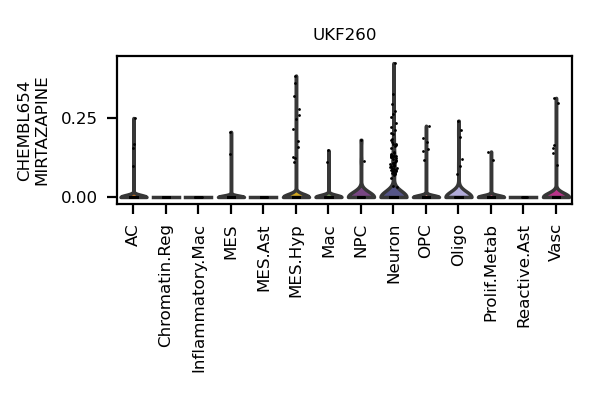 UKF260
CHEMBL654
MIRTAZAPINE
0.25
0.00
AC
Chromatin.Reg
Inflammatory.Mac
MES
MES.Ast
MES.Hyp
Mac
NPC
Neuron
OPC
Oligo
Prolif.Metab
Reactive.Ast
Vasc